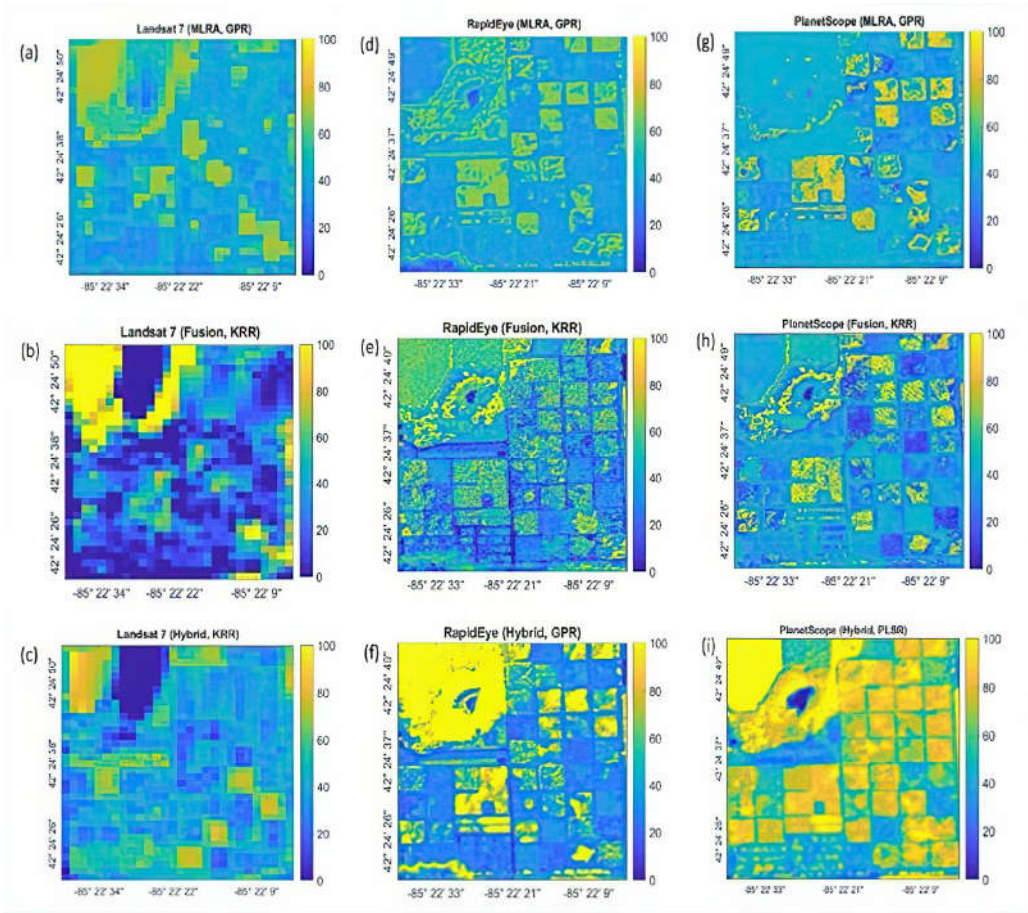 (a)
Landsat 7 (MLRA, GPR)
42° 24' 50"
42° 24' 38"
42° 24' 26"
-85° 22' 34" -85° 22' 22" -85° 22' 9"
100
80
60
40
20
0
(d)
RapidEye (MLRA, GPR)
42° 24' 49"
42° 24' 37"
42° 24' 26"
-85° 22' 33" -85° 22' 21" -85° 22' 9"
100
80
60
40
20
0
(g)
PlanetScope (MLRA, GPR)
42° 24' 49"
42° 24' 37"
42° 24' 26"
-85° 22' 33" -85° 22' 21" -85° 22' 9"
100
80
60
40
20
0
(b)
Landsat 7 (Fusion, KRR)
42° 24' 50"
42° 24' 38"
42° 24' 26"
-85° 22' 34" -85° 22' 22" -85° 22' 9"
100
80
60
40
20
0
(e)
RapidEye (Fusion, KRR)
42° 24' 49"
42° 24' 37"
42° 24' 26"
-85° 22' 33" -85° 22' 21" -85° 22' 9"
100
80
60
40
20
0
(h)
PlanetScope (Fusion, KRR)
42° 24' 49"
42° 24' 37"
42° 24' 26"
-85° 22' 33" -85° 22' 21" -85° 22' 9"
100
80
60
40
20
0
(c)
Landsat 7 (Hybrid, KRR)
42° 24' 50"
42° 24' 38"
42° 24' 26"
-85° 22' 34" -85° 22' 22" -85° 22' 9"
100
80
60
40
20
0
(f)
RapidEye (Hybrid, GPR)
42° 24' 49"
42° 24' 37"
42° 24' 26"
-85° 22' 33" -85° 22' 21" -85° 22' 9"
100
80
60
40
20
0
(i)
PlanetScope (Hybrid, PLSR)
42° 24' 49"
42° 24' 37"
42° 24' 26"
-85° 22' 33" -85° 22' 21" -85° 22' 9"
100
80
60
40
20
0